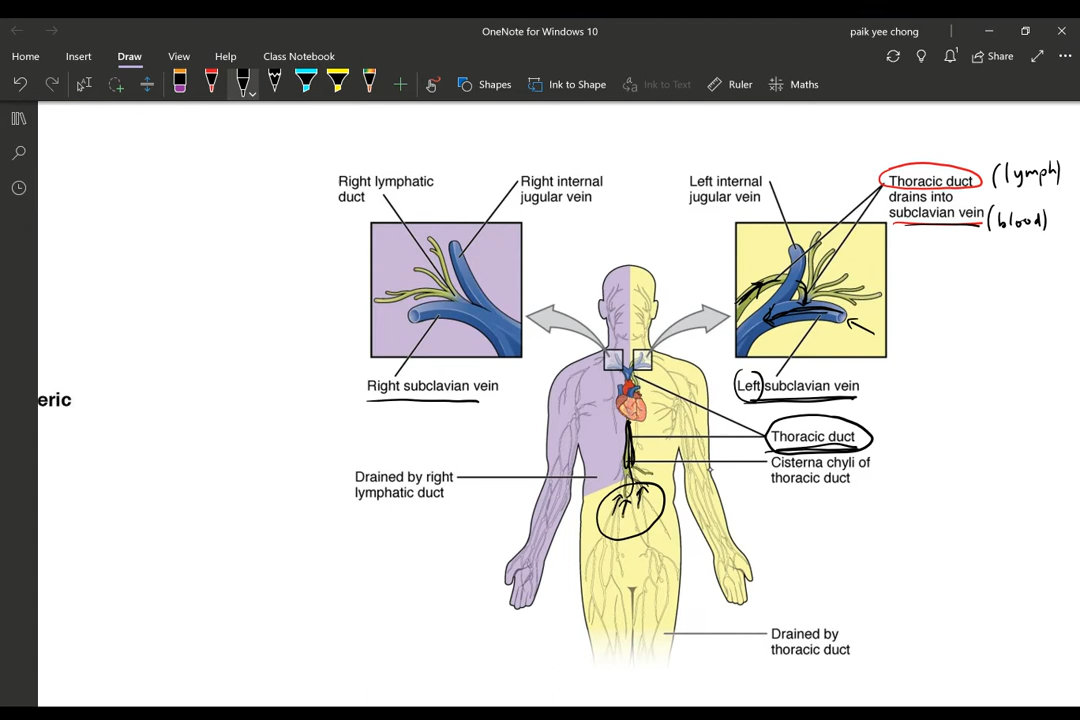 OneNote for Windows 10
paik yee chong
Home Insert Draw View Help Class Notebook
1
Share
Shapes
Ink to Shape
Ink to Text
Ruler
Maths
Right lymphatic
duct
Right internal
jugular vein
Left internal
jugular vein
Thoracic duct (lymph)
drains into
subclavian vein (blood)
Right subclavian vein
(Left) subclavian vein
eric
Thoracic duct
Cisterna chyli of
thoracic duct
Drained by right
lymphatic duct
Drained by
thoracic duct